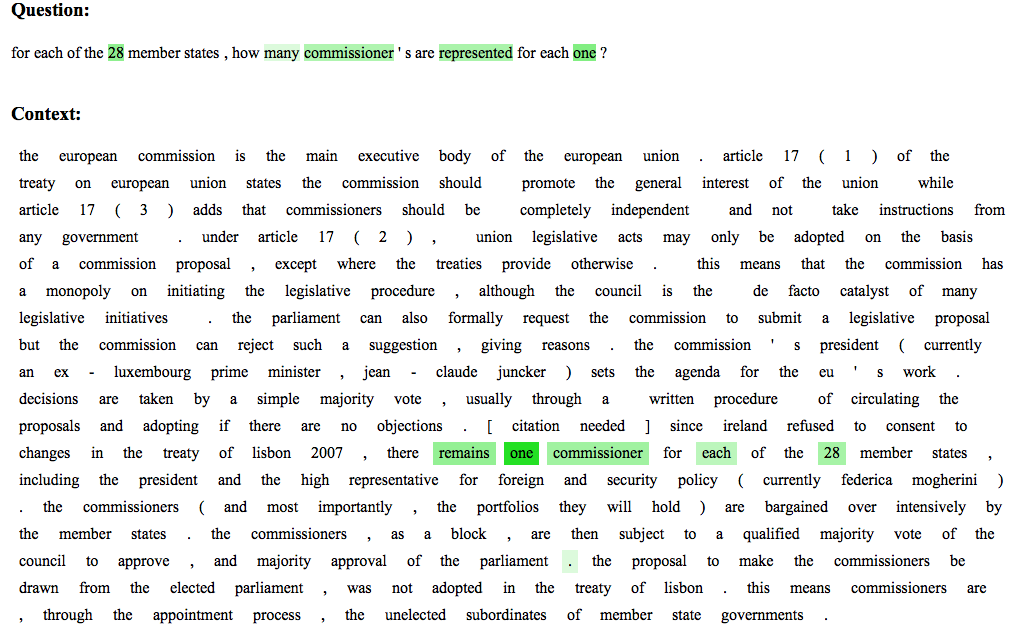 Question:
for each of the 28 member states , how many commissioner ' s are represented for each one ?
Context:
the european commission is the main executive body of the european union . article 17 ( 1 ) of the
treaty on european union states the commission should promote the general interest of the union while
article 17 ( 3 ) adds that commissioners should be completely independent and not take instructions from
any government . under article 17 ( 2 ) , union legislative acts may only be adopted on the basis
of a commission proposal , except where the treaties provide otherwise . this means that the commission has
a monopoly on initiating the legislative procedure , although the council is the de facto catalyst of many
legislative initiatives . the parliament can also formally request the commission to submit a legislative proposal
but the commission can reject such a suggestion , giving reasons . the commission ' s president ( currently
an ex - luxembourg prime minister , jean - claude juncker ) sets the agenda for the eu ' s work .
decisions are taken by a simple majority vote , usually through a written procedure of circulating the
proposals and adopting if there are no objections . [ citation needed ] since ireland refused to consent to
changes in the treaty of lisbon 2007 , there remains one commissioner for each of the 28 member states ,
including the president and the high representative for foreign and security policy ( currently federica mogherini )
. the commissioners ( and most importantly , the portfolios they will hold ) are bargained over intensively by
the member states . the commissioners , as a block , are then subject to a qualified majority vote of the
council to approve , and majority approval of the parliament . the proposal to make the commissioners be
drawn from the elected parliament , was not adopted in the treaty of lisbon . this means commissioners are
, through the appointment process , the unelected subordinates of member state governments .